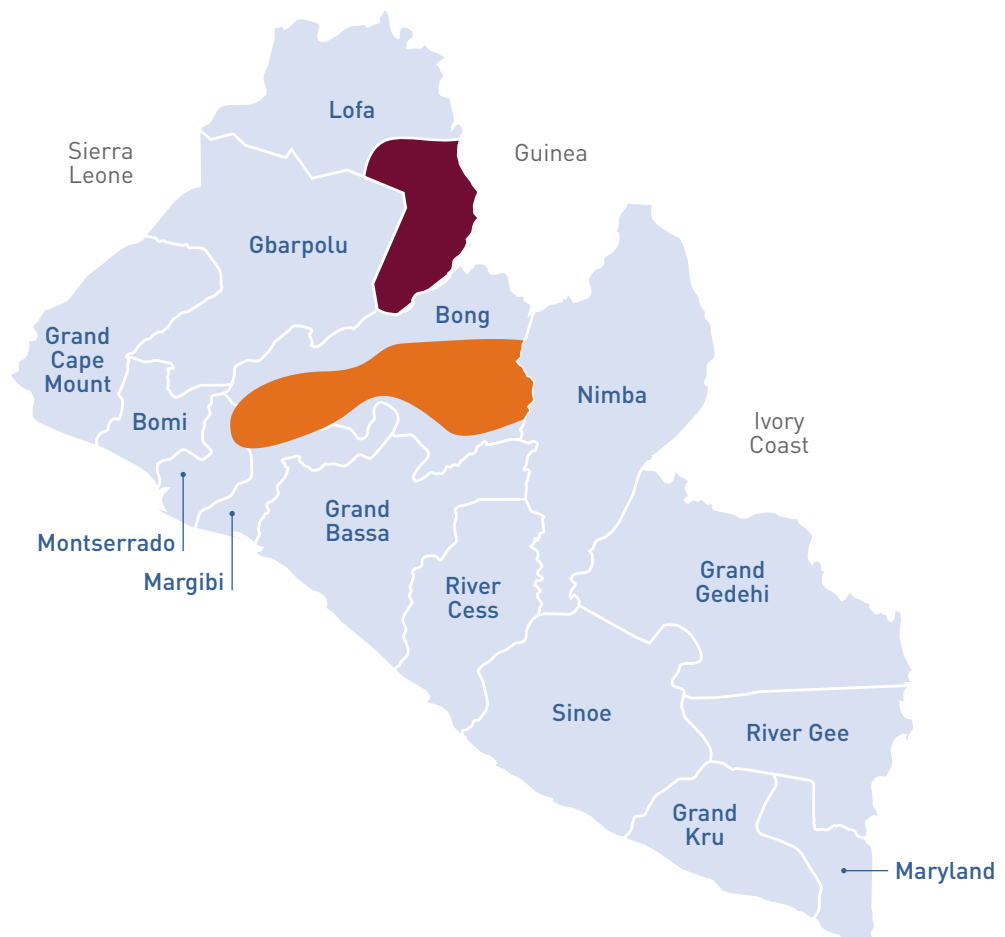 Lofa
Sierra
Leone
Guinea
Gbarpolu
Bong
Grand
Cape
Mount
Nimba
Bomi
Ivory
Coast
Grand
Bassa
Montserrado
Margibi
River
Cess
Grand
Gedehi
Sinoe
River Gee
Grand
Kru
Maryland